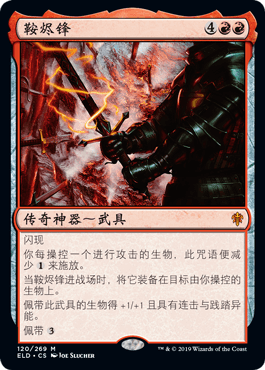 鞍烬锋 4
传奇神器～武具
闪现
你每操控一个进行攻击的生物，此咒语便减
少 1 来施放。
当鞍烬锋进战场时，将它装备在目标由你操控的
生物上。
佩带此武具的生物得 +1/+1 且具有连击与践踏异
能。
佩带 3
120/269 M
ELD • CS JOE SLUCHER
™ & © 2019 Wizards of the Coast